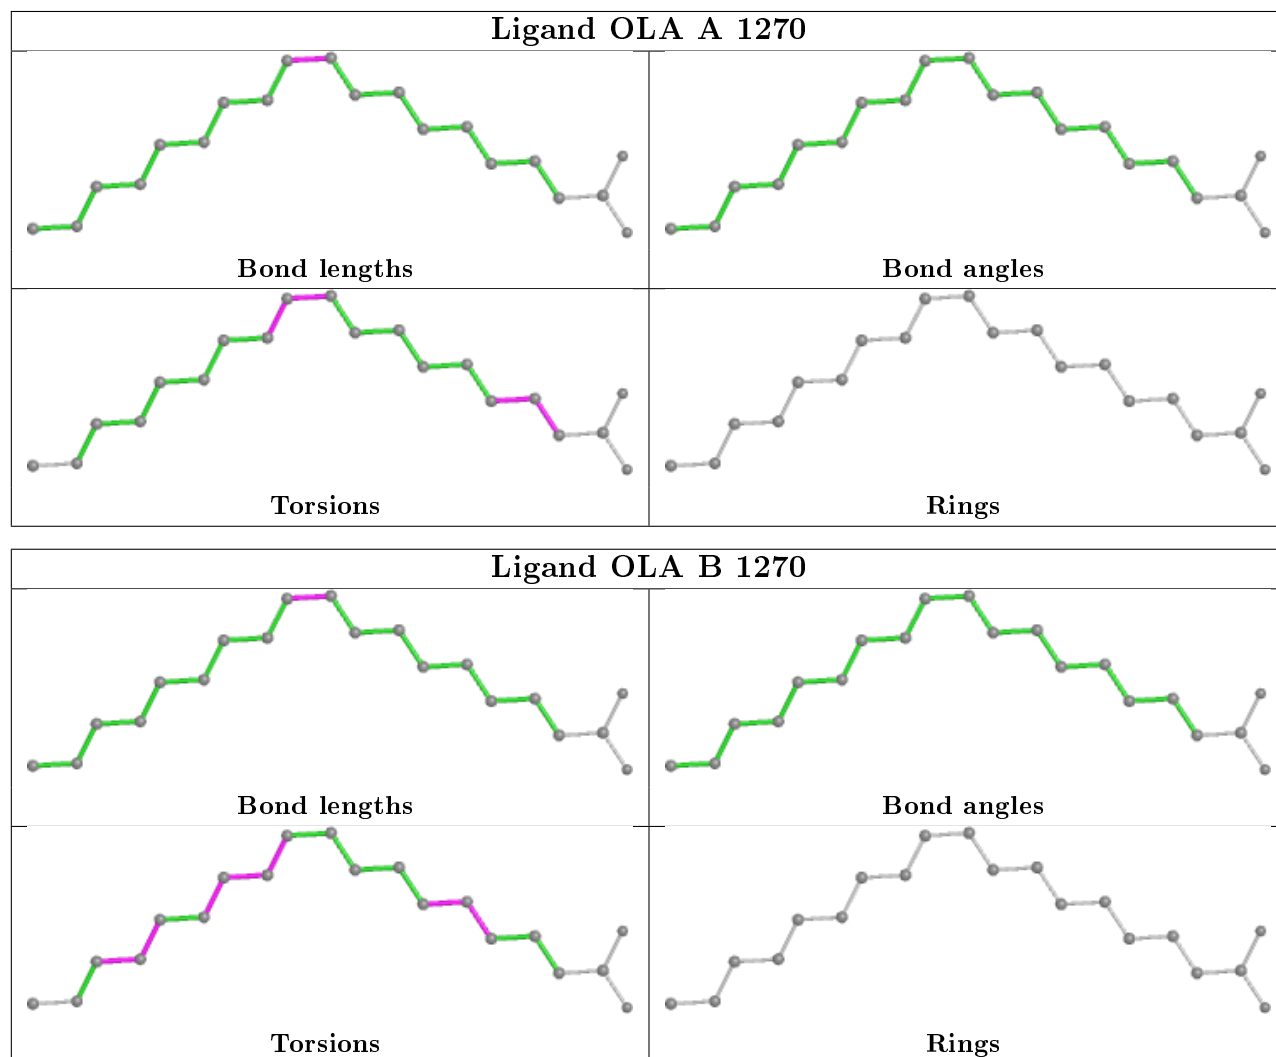 Ligand OLA A 1270
Bond lengths
Bond angles
Torsions
Rings
Ligand OLA B 1270
Bond lengths
Bond angles
Torsions
Rings